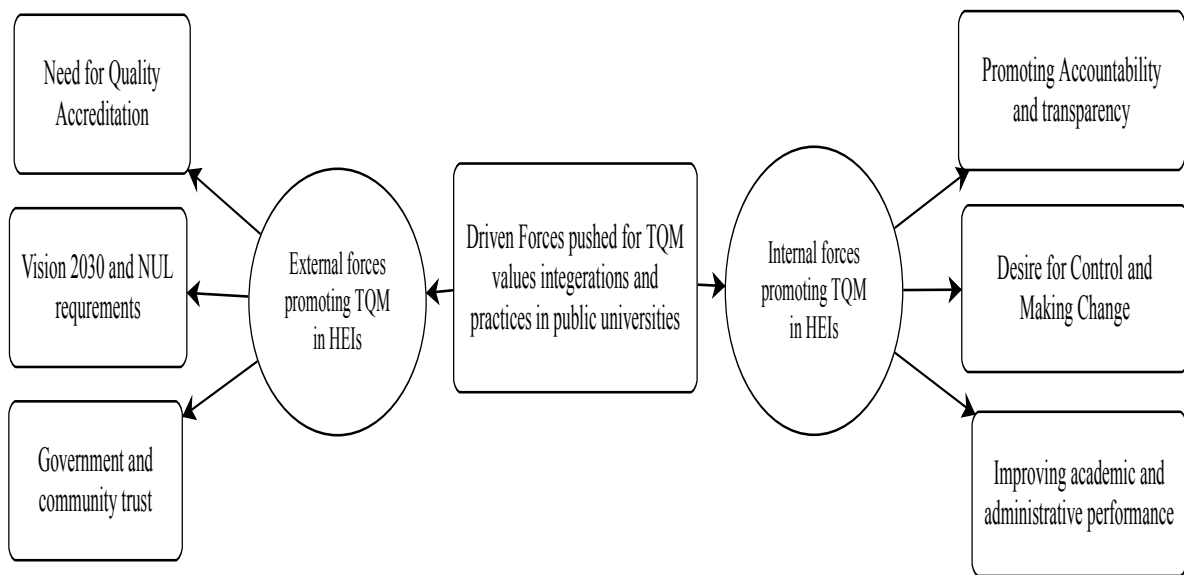 Need for Quality
Accreditation
Vision 2030 and NUL
requrements
Government and
community trust
External forces
promoting TQM
in HEIs
Driven Forces pushed for TQM
values integerations and
practices in public universities
Internal forces
promoting TQM
in HEIs
Promoting Accountability
and transparency
Desire for Control and
Making Change
Improving academic and
administrative performance